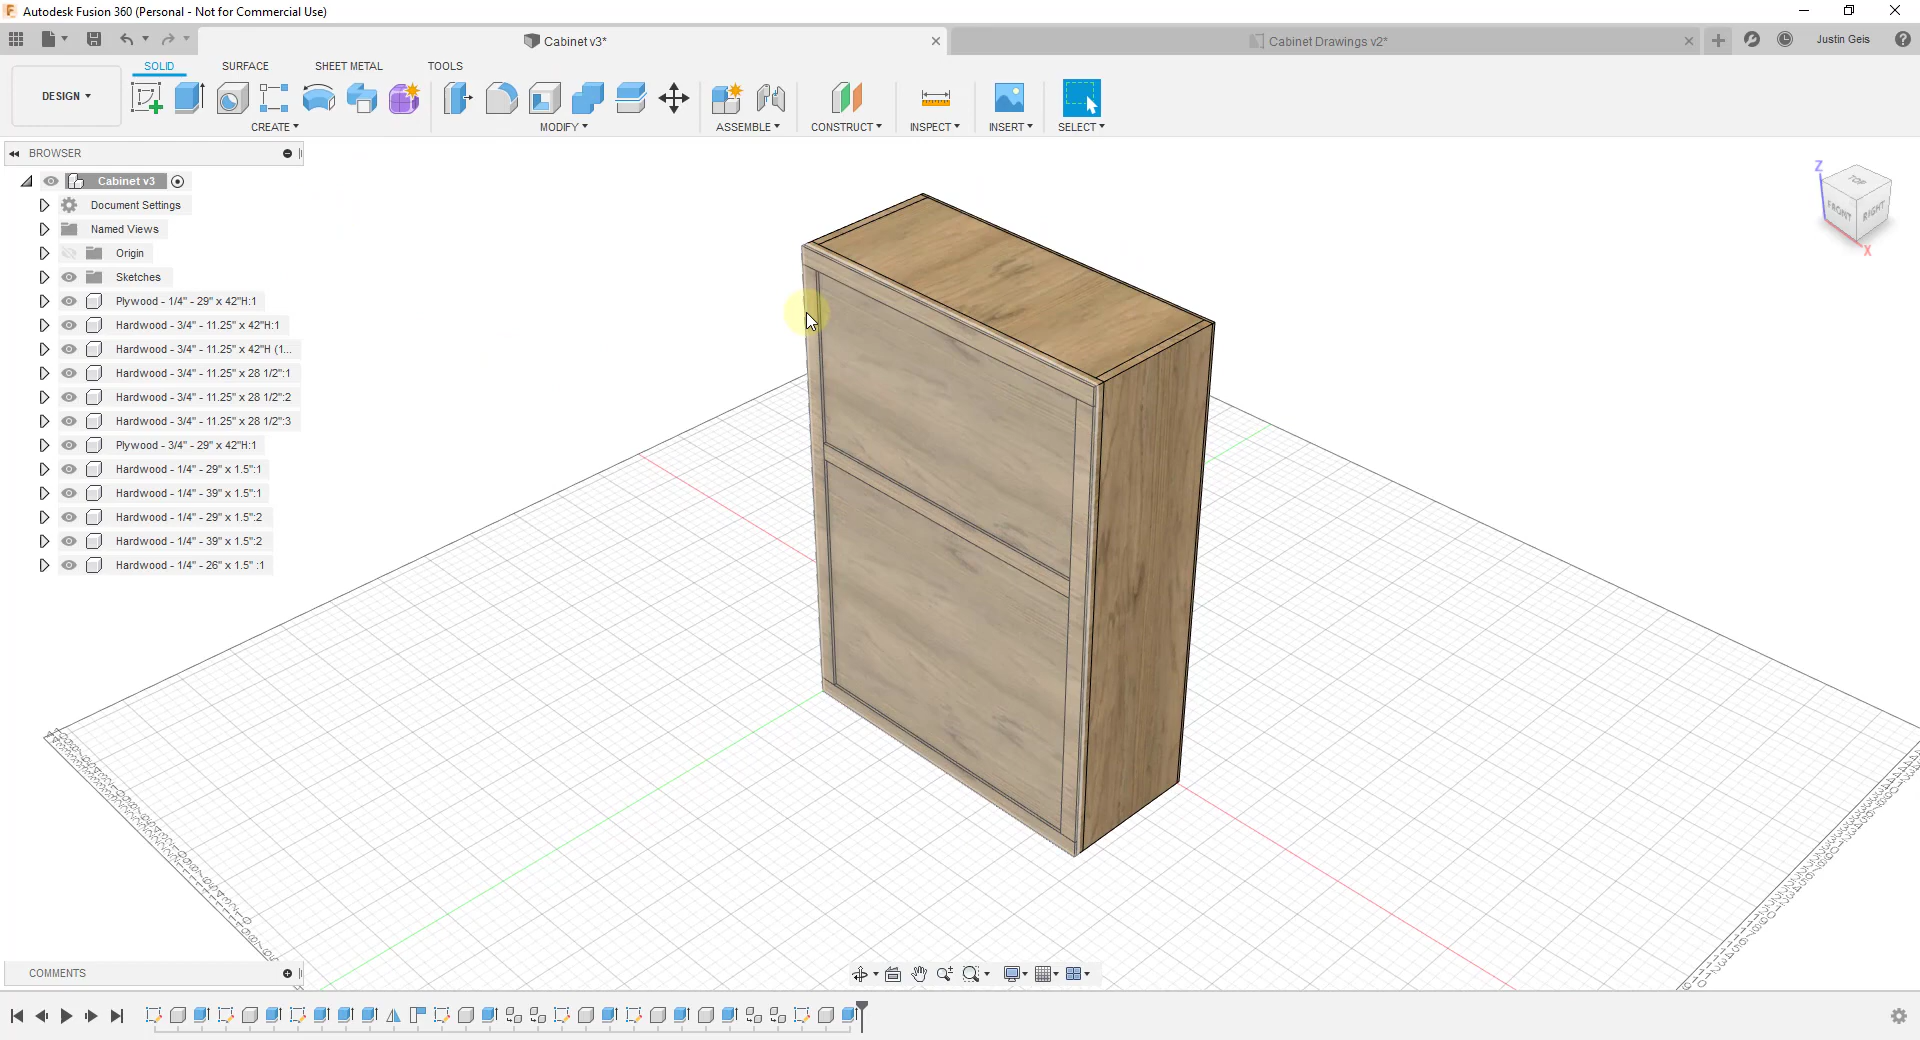 Autodesk Fusion 360 (Personal - Not for Commercial Use)
Cabinet v3*
Cabinet Drawings v2*
Justin Geis
SOLID
SURFACE
SHEET METAL
TOOLS
DESIGN
CREATE
MODIFY
ASSEMBLE
CONSTRUCT
INSPECT
INSERT
SELECT
BROWSER
Cabinet v3
Document Settings
Named Views
Origin
Sketches
Plywood - 1/4" - 29" x 42"H:1
Hardwood - 3/4" - 11.25" x 42"H:1
Hardwood - 3/4" - 11.25" x 42"H (1...
Hardwood - 3/4" - 11.25" x 28 1/2":1
Hardwood - 3/4" - 11.25" x 28 1/2":2
Hardwood - 3/4" - 11.25" x 28 1/2":3
Plywood - 3/4" - 29" x 42"H:1
Hardwood - 1/4" - 29" x 1.5":1
Hardwood - 1/4" - 39" x 1.5":1
Hardwood - 1/4" - 29" x 1.5":2
Hardwood - 1/4" - 39" x 1.5":2
Hardwood - 1/4" - 26" x 1.5" :1
Z
TOP
FRONT
RIGHT
X
COMMENTS